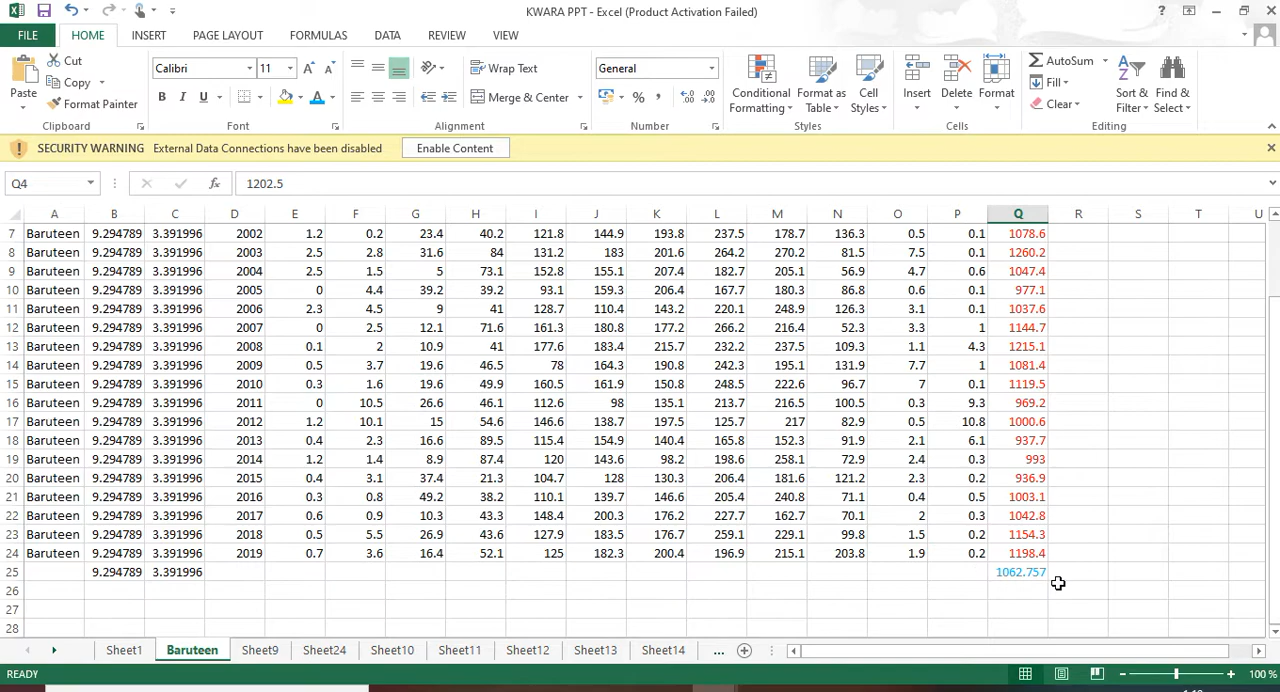 KWARA PPT - Excel (Product Activation Failed)
FILE HOME INSERT PAGE LAYOUT FORMULAS DATA REVIEW VIEW
Paste Cut Copy Format Painter Clipboard
Calibri 11 B I U Font
Wrap Text Merge & Center Alignment
General % , Number
Conditional Formatting Format as Table Cell Styles Styles
Insert Delete Format Cells
AutoSum Fill Clear Sort & Filter Find & Select Editing
SECURITY WARNING External Data Connections have been disabled Enable Content
Q4 fx 1202.5
A B C D E F G H I J K L M N O P Q R S T U
7 Baruteen 9.294789 3.391996 2002 1.2 0.2 23.4 40.2 121.8 144.9 193.8 237.5 178.7 136.3 0.5 0.1 1078.6
8 Baruteen 9.294789 3.391996 2003 2.5 2.8 31.6 84 131.2 183 201.6 264.2 270.2 81.5 7.5 0.1 1260.2
9 Baruteen 9.294789 3.391996 2004 2.5 1.5 5 73.1 152.8 155.1 207.4 182.7 205.1 56.9 4.7 0.6 1047.4
10 Baruteen 9.294789 3.391996 2005 0 4.4 39.2 39.2 93.1 159.3 206.4 167.7 180.3 86.8 0.6 0.1 977.1
11 Baruteen 9.294789 3.391996 2006 2.3 4.5 9 41 128.7 110.4 143.2 220.1 248.9 126.3 3.1 0.1 1037.6
12 Baruteen 9.294789 3.391996 2007 0 2.5 12.1 71.6 161.3 180.8 177.2 266.2 216.4 52.3 3.3 1 1144.7
13 Baruteen 9.294789 3.391996 2008 0.1 2 10.9 41 177.6 183.4 215.7 232.2 237.5 109.3 1.1 4.3 1215.1
14 Baruteen 9.294789 3.391996 2009 0.5 3.7 19.6 46.5 78 164.3 190.8 242.3 195.1 131.9 7.7 1 1081.4
15 Baruteen 9.294789 3.391996 2010 0.3 1.6 19.6 49.9 160.5 161.9 150.8 248.5 222.6 96.7 7 0.1 1119.5
16 Baruteen 9.294789 3.391996 2011 0 10.5 26.6 46.1 112.6 98 135.1 213.7 216.5 100.5 0.3 9.3 969.2
17 Baruteen 9.294789 3.391996 2012 1.2 10.1 15 54.6 146.6 138.7 197.5 125.7 217 82.9 0.5 10.8 1000.6
18 Baruteen 9.294789 3.391996 2013 0.4 2.3 16.6 89.5 115.4 154.9 140.4 165.8 152.3 91.9 2.1 6.1 937.7
19 Baruteen 9.294789 3.391996 2014 1.2 1.4 8.9 87.4 120 143.6 98.2 198.6 258.1 72.9 2.4 0.3 993
20 Baruteen 9.294789 3.391996 2015 0.4 3.1 37.4 21.3 104.7 128 130.3 206.4 181.6 121.2 2.3 0.2 936.9
21 Baruteen 9.294789 3.391996 2016 0.3 0.8 49.2 38.2 110.1 139.7 146.6 205.4 240.8 71.1 0.4 0.5 1003.1
22 Baruteen 9.294789 3.391996 2017 0.6 0.9 10.3 43.3 148.4 200.3 176.2 227.7 162.7 70.1 2 0.3 1042.8
23 Baruteen 9.294789 3.391996 2018 0.5 5.5 26.9 43.6 127.9 183.5 176.7 259.1 229.1 99.8 1.5 0.2 1154.3
24 Baruteen 9.294789 3.391996 2019 0.7 3.6 16.4 52.1 125 182.3 200.4 196.9 215.1 203.8 1.9 0.2 1198.4
25 9.294789 3.391996 1062.757
26
27
28
Sheet1 Baruteen Sheet9 Sheet24 Sheet10 Sheet11 Sheet12 Sheet13 Sheet14 ...
READY 100 %